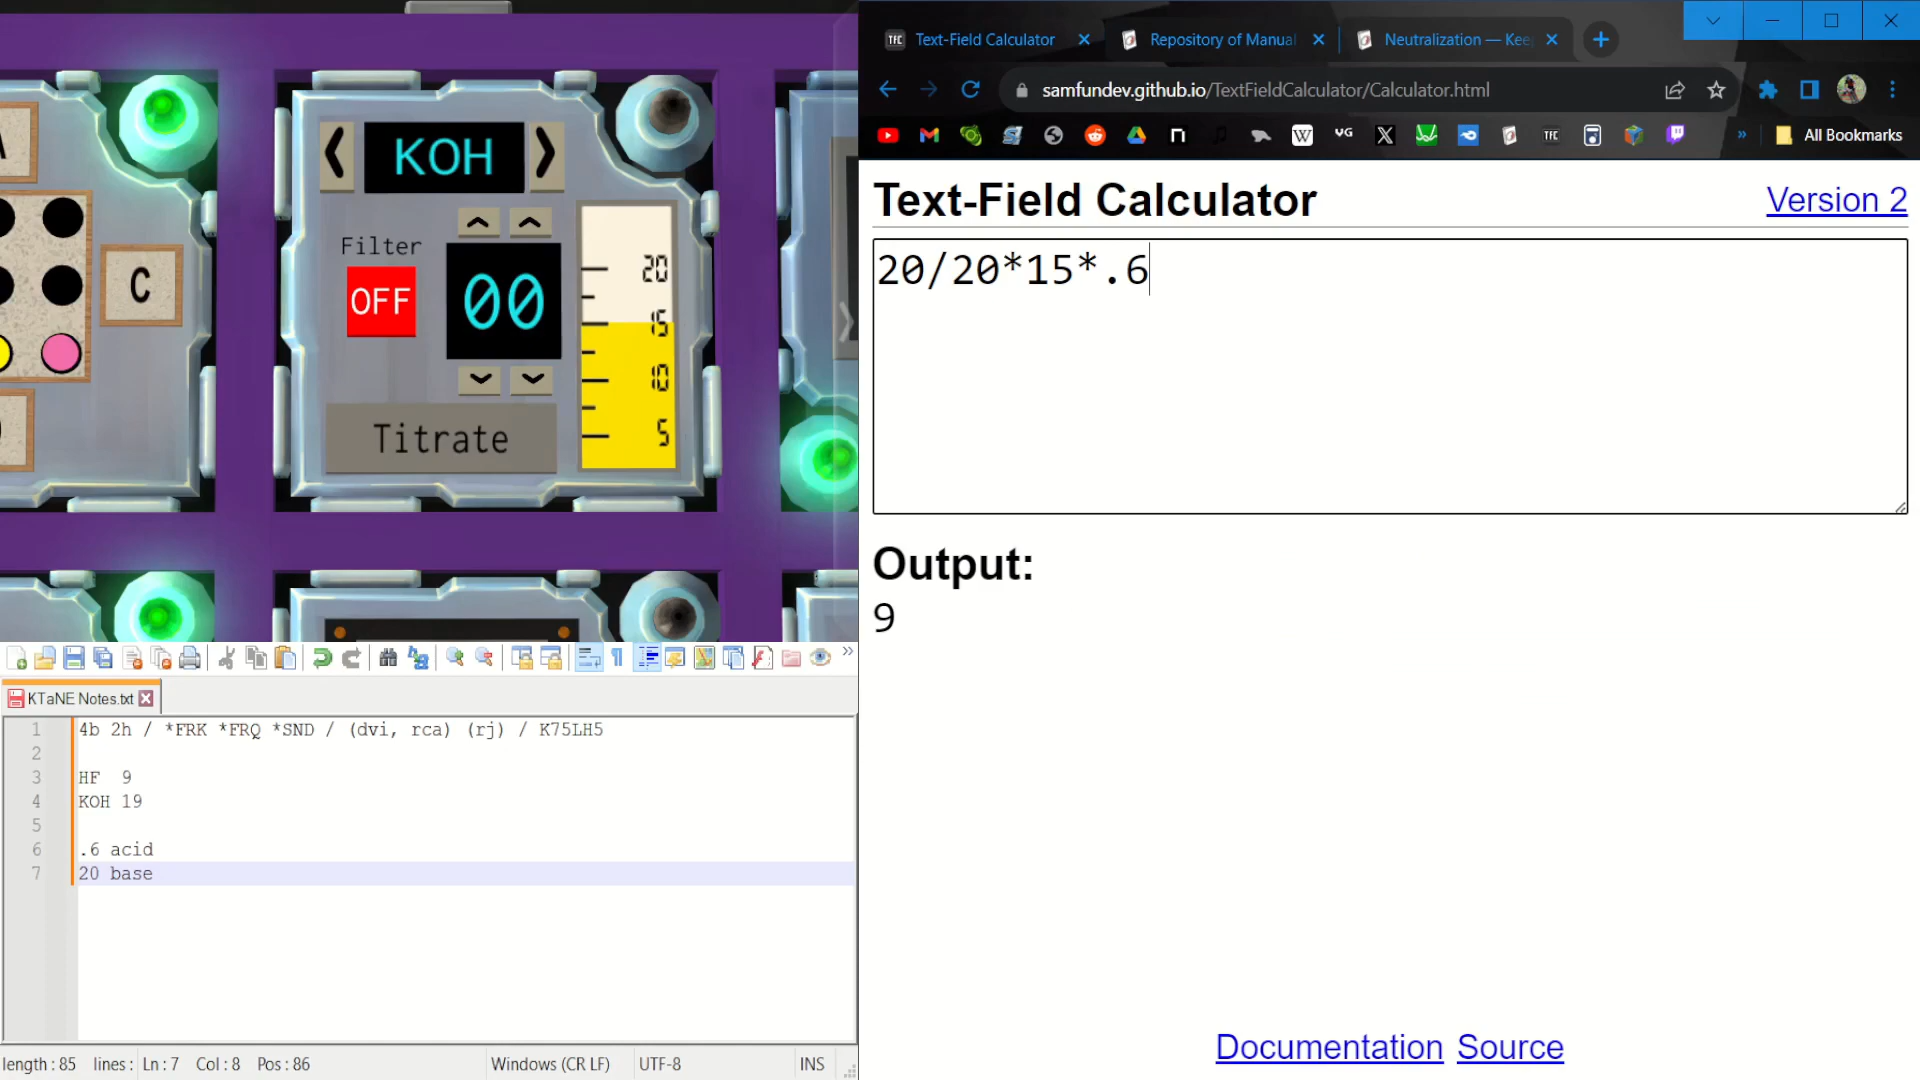 A
C
KOH
Filter
OFF
00
20
15
10
5
Titrate
KTaNE Notes.txt
1 4b 2h / *FRK *FRQ *SND / (dvi, rca) (rj) / K75LH5
2
3 HF  9
4 KOH 19
5
6 .6 acid
7 20 base
length : 85 lines : Ln : 7 Col : 8 Pos : 86 Windows (CR LF) UTF-8 INS
TFC Text-Field Calculator Repository of Manual Neutralization — Kee
samfundev.github.io/TextFieldCalculator/Calculator.html
W VG X TFC » All Bookmarks
Text-Field Calculator Version 2
20/20*15*.6
Output:
9
Documentation Source